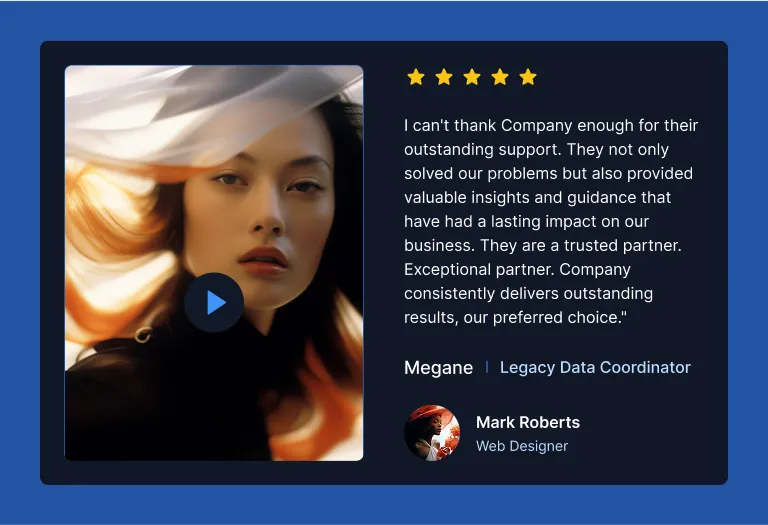 I can't thank Company enough for their
outstanding support. They not only
solved our problems but also provided
valuable insights and guidance that
have had a lasting impact on our
business. They are a trusted partner.
Exceptional partner. Company
consistently delivers outstanding
results, our preferred choice."
Megane | Legacy Data Coordinator
Mark Roberts
Web Designer